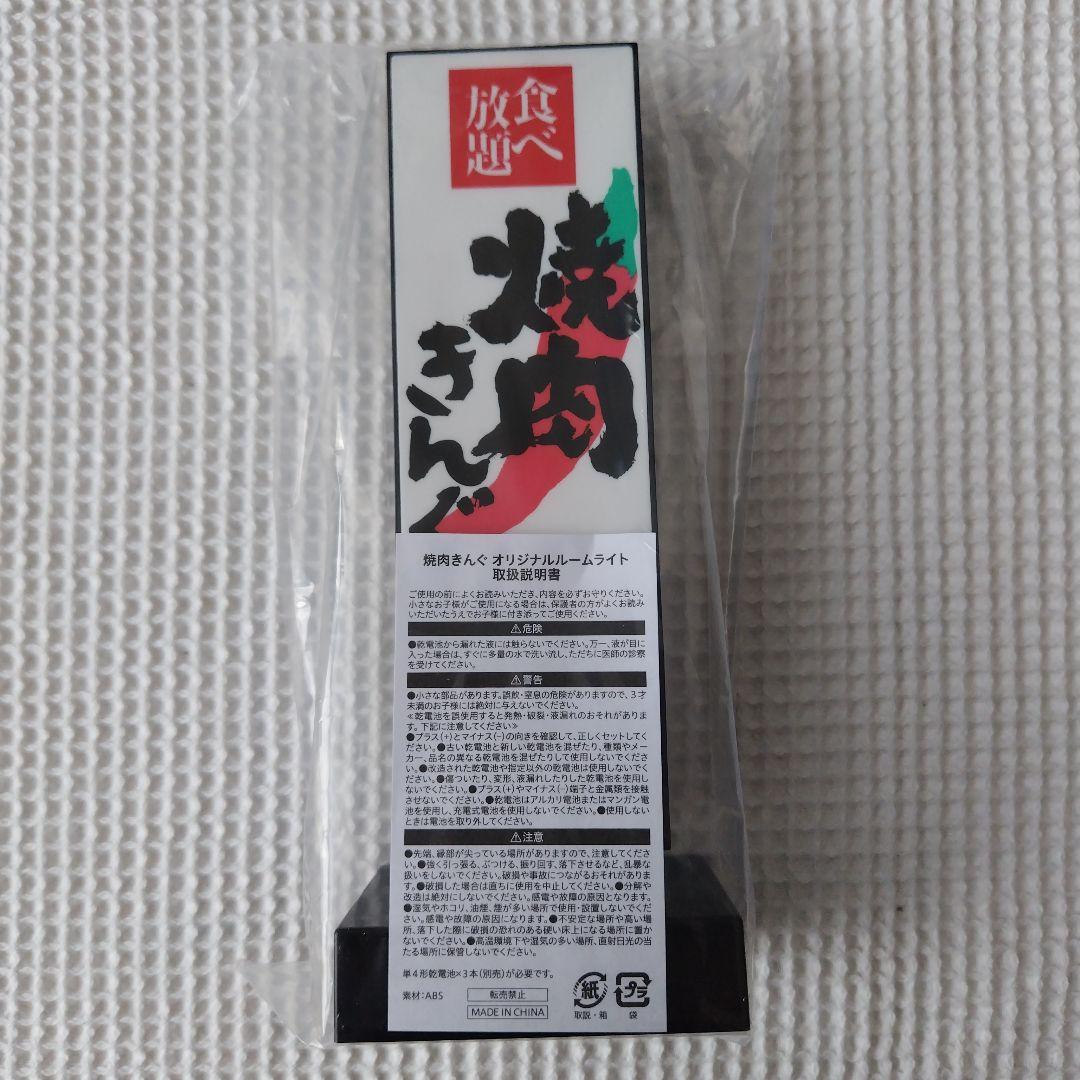 食べ
放題
焼肉
きんぐ
焼肉きんぐ オリジナルルームライト
取扱説明書
ご使用の前によくお読みいただき、内容を必ずお守りください。
小さなお子様がご使用になる場合は、保護者の方がよくお読み
いただいたうえでお子様に付き添ってご使用ください。
⚠危険
●乾電池から漏れた液には触らないでください。万一、液が目に
入った場合は、すぐに多量の水で洗い流し、ただちに医師の診察
を受けてください。
⚠警告
●小さな部品があります。誤飲・窒息の危険がありますので、3才
未満のお子様には絶対に与えないでください。
≪乾電池を誤使用すると発熱・破裂・液漏れのおそれがありま
す。下記に注意してください≫
●プラス(+)とマイナス(−)の向きを確認して、正しくセットしてく
ださい。●古い乾電池と新しい乾電池を混ぜたり、種類やメー
カー、品名の異なる乾電池を混ぜたりして使用しないでくださ
い。●改造された乾電池や指定以外の乾電池は使用しないでく
ださい。●傷ついたり、変形、液漏れしたりした乾電池を使用し
ないでください。●プラス(+)やマイナス(−)端子と金属類を接触
させないでください。●乾電池はアルカリ電池またはマンガン電
池を使用し、充電式電池を使用しないでください。●使用しない
ときは電池を取り外してください。
⚠注意
●先端、縁部が尖っている場所がありますので、注意してくださ
い。●強く引っ張る、ぶつける、振り回す、落下させるなど、乱暴な
扱いをしないでください。破損や事故につながるおそれがありま
す。●破損した場合は直ちに使用を中止してください。●分解や
改造は絶対にしないでください。感電や故障の原因となります。
●湿気やホコリ、油煙、煙が多い場所で使用・設置しないでくだ
さい。感電や故障の原因になります。●不安定な場所や高い場
所、落下した際に破損の恐れのある硬い床上になる場所に置か
ないでください。●高温環境下や湿気の多い場所、直射日光の当
たる場所に保管しないでください。
単4形乾電池×3本(別売)が必要です。
素材:ABS
転売禁止
MADE IN CHINA
紙
取説・箱
プラ
袋